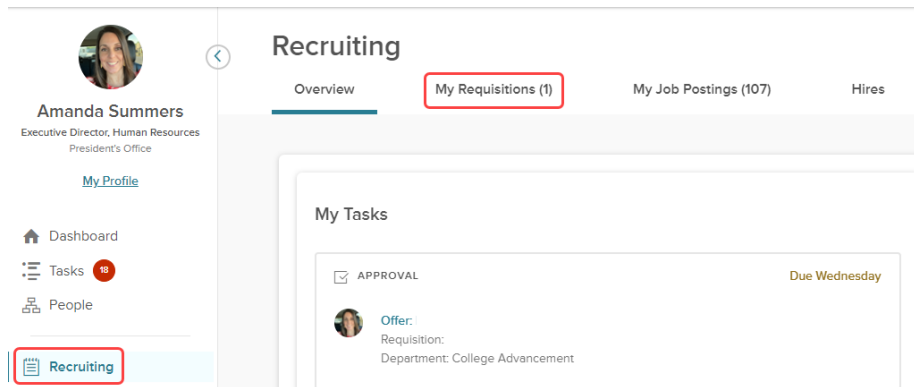 Amanda Summers
Executive Director, Human Resources
President's Office
My Profile
Dashboard
Tasks 18
People
Recruiting
Recruiting
Overview My Requisitions (1) My Job Postings (107) Hires
My Tasks
APPROVAL Due Wednesday
Offer:
Requisition:
Department: College Advancement